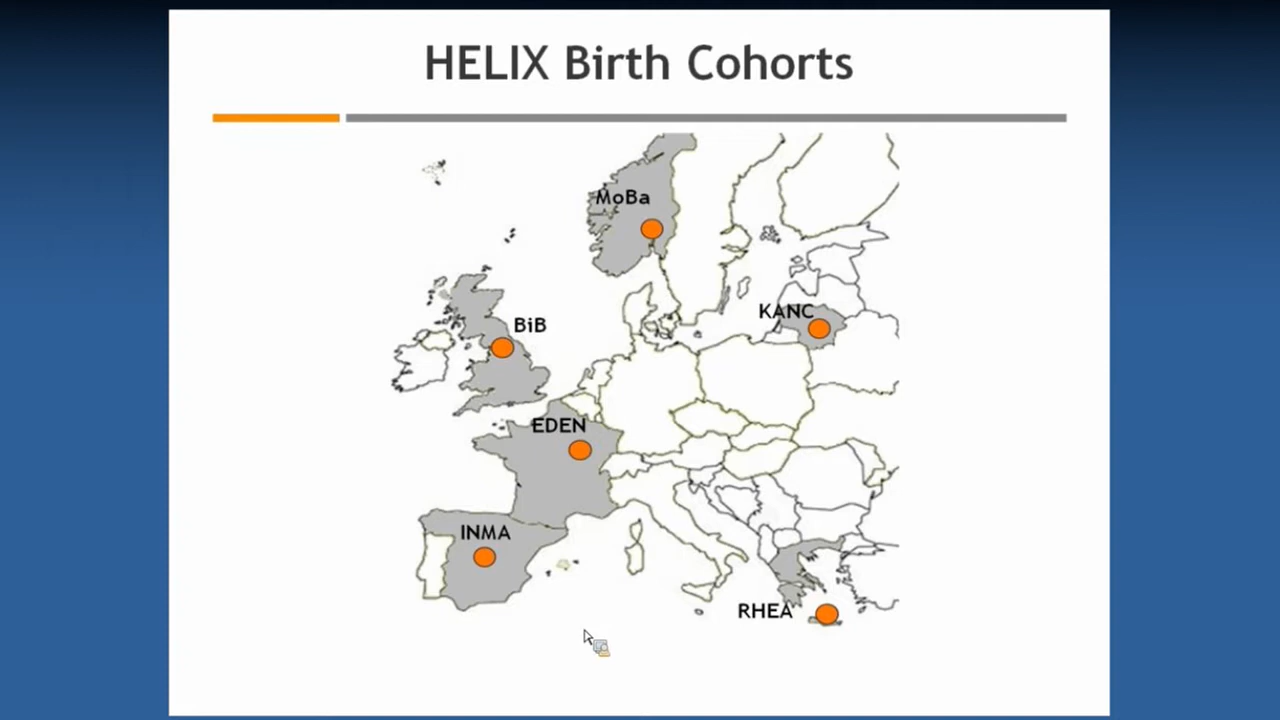 HELIX Birth Cohorts
MoBa
KANC
BiB
EDEN
INMA
RHEA